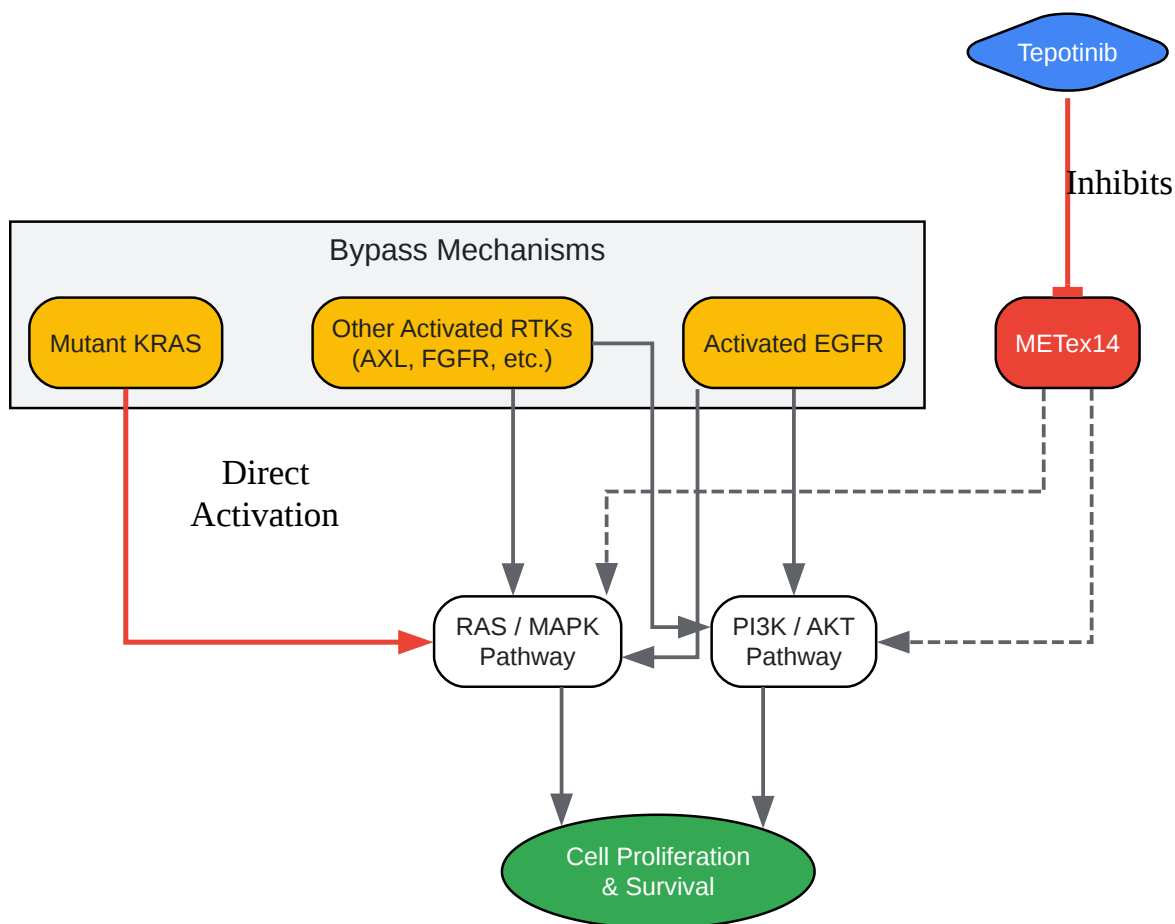 Tepotinib
Inhibits
Bypass Mechanisms
Mutant KRAS
Other Activated RTKs
(AXL, FGFR, etc.)
Activated EGFR
METex14
Direct
Activation
RAS / MAPK
Pathway
PI3K / AKT
Pathway
Cell Proliferation
& Survival